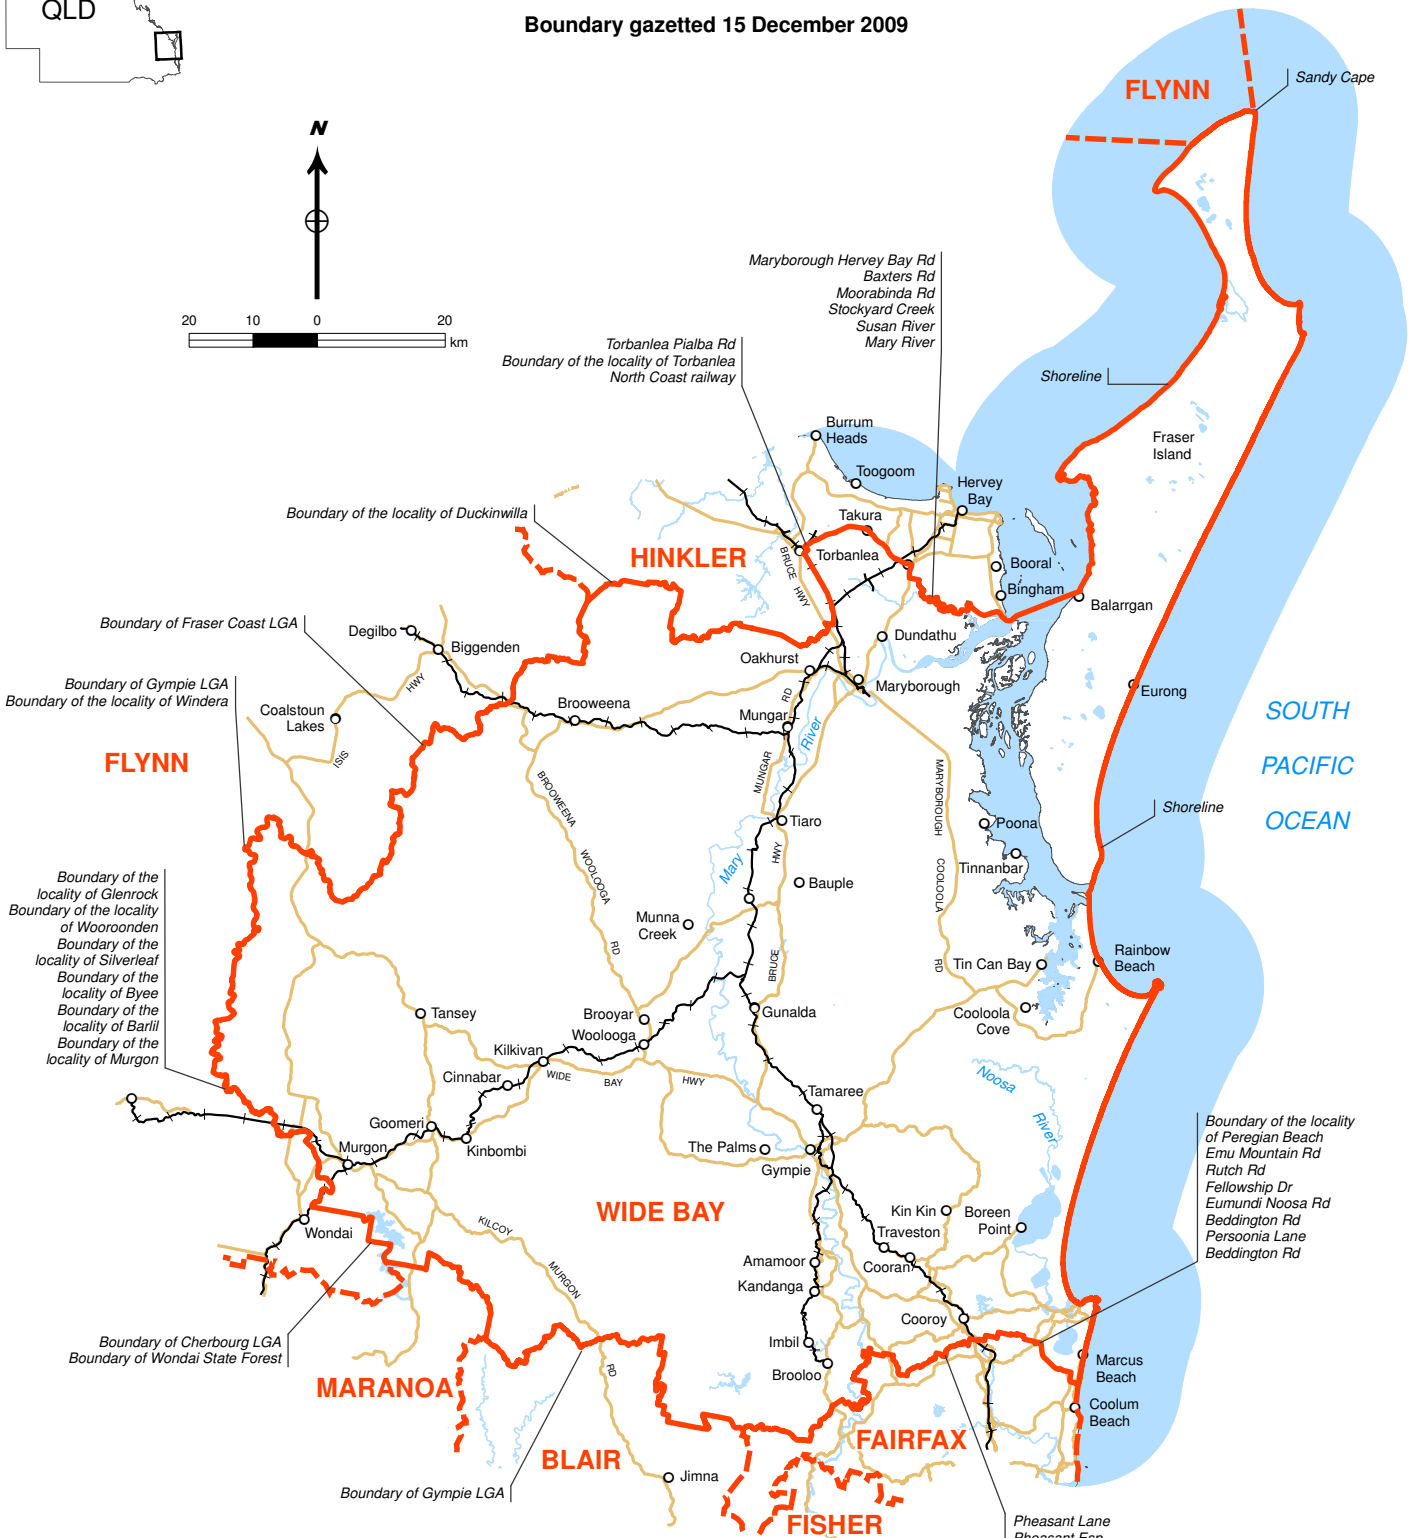 QLD
Boundary gazetted 15 December 2009
FLYNN
Sandy Cape
N
20 10 0 20
km
Maryborough Hervey Bay Rd
Baxters Rd
Moorabinda Rd
Stockyard Creek
Susan River
Mary River
Torbanlea Pialba Rd
Boundary of the locality of Torbanlea
North Coast railway
Shoreline
Burrum
Heads
Fraser
Island
Toogoom
Hervey
Bay
Boundary of the locality of Duckinwilla
Takura
HINKLER
BRUCE
HWY
Torbanlea
Booral
Bingham
Balarrgan
Boundary of Fraser Coast LGA
Degilbo
Biggenden
Dundathu
Oakhurst
Maryborough
HWY
Boundary of Gympie LGA
Boundary of the locality of Windera
Coalstoun
Lakes
ISIS
Brooweena
Mungar
RD
River
Eurong
SOUTH
PACIFIC
OCEAN
FLYNN
BROOWEENA
WOOLOOGA
RD
MUNGAR
MARYBOROUGH
COOLOOLA
RD
Shoreline
Tiaro
Poona
HWY
Mary
Tinnanbar
Bauple
Boundary of the
locality of Glenrock
Boundary of the locality
of Wooroonden
Boundary of the
locality of Silverleaf
Boundary of the
locality of Byee
Boundary of the
locality of Barlil
Boundary of the
locality of Murgon
Munna
Creek
BRUCE
Tin Can Bay
Rainbow
Beach
Tansey
Brooyar
Woolooga
Gunalda
Cooloola
Cove
Kilkivan
Cinnabar
WIDE
BAY
HWY
Noosa
River
Tamaree
Goomeri
Kinbombi
Murgon
The Palms
Gympie
Boundary of the locality
of Peregian Beach
Emu Mountain Rd
Rutch Rd
Fellowship Dr
Eumundi Noosa Rd
Beddington Rd
Persoonia Lane
Beddington Rd
WIDE BAY
Kin Kin
Boreen
Point
Traveston
Wondai
KILCOY
MURGON
RD
Amamoor
Cooran
Kandanga
Cooroy
Imbil
Brooloo
Boundary of Cherbourg LGA
Boundary of Wondai State Forest
Marcus
Beach
MARANOA
Coolum
Beach
FAIRFAX
BLAIR
Jimna
Boundary of Gympie LGA
FISHER
Pheasant Lane
Pheasant Esp